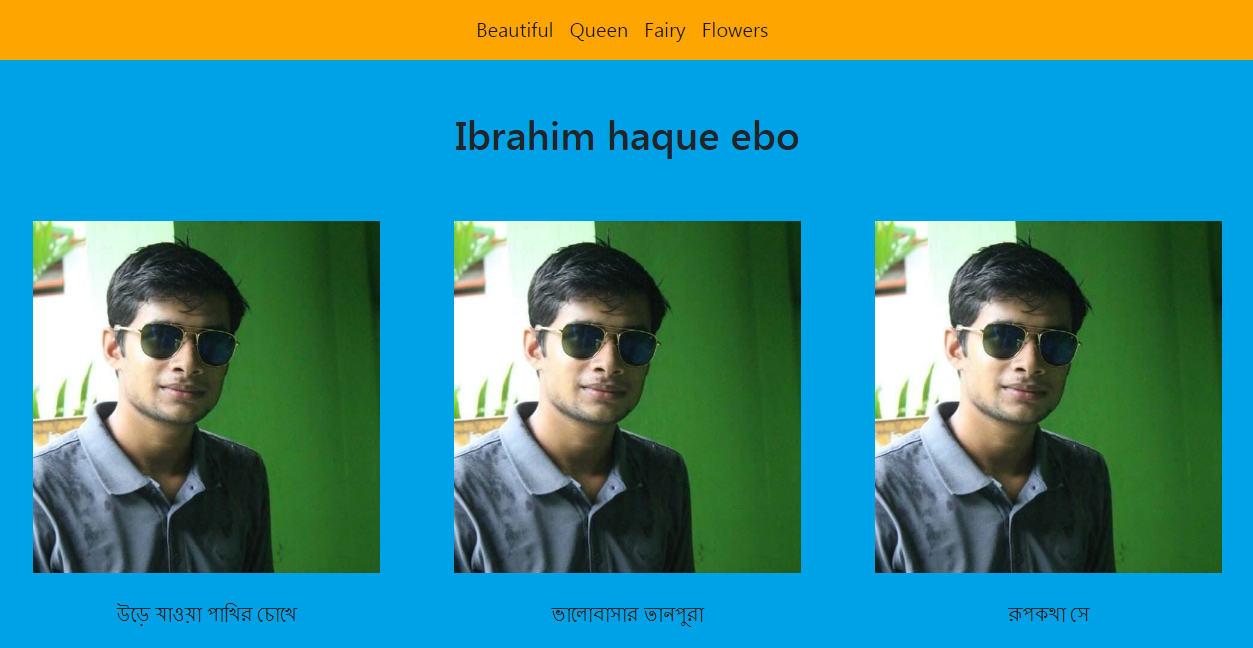 Beautiful Queen Fairy Flowers
Ibrahim haque ebo
উড়ে যাওয়া পাখির চোখে
ভালোবাসার তানপুরা
রূপকথা সে